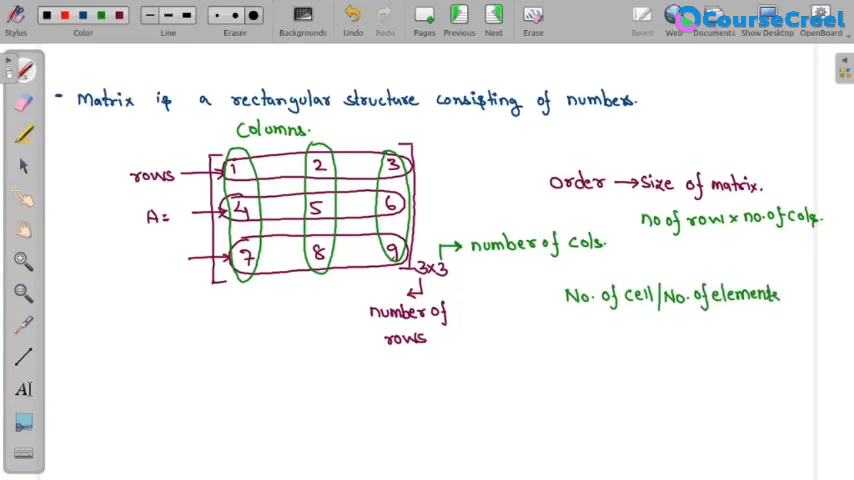 Stylus
Color
Line
Eraser
Backgrounds
Undo
Redo
Pages
Previous
Next
Erase
Board
Web
Documents
Show Desktop
OpenBoard
CourseCreel
- Matrix is a rectangular structure consisting of numbers.
Columns.
rows
A=
1 2 3
4 5 6
7 8 9
3×3
number of cols.
number of
rows
Order → Size of matrix.
no of row × no. of cols.
No. of cell/No. of elements
A